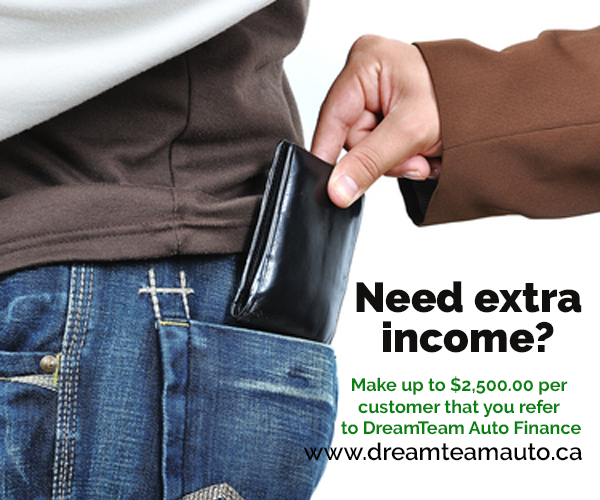 Need extra
income?
Make up to $2,500.00 per
customer that you refer
to DreamTeam Auto Finance
www.dreamteamauto.ca